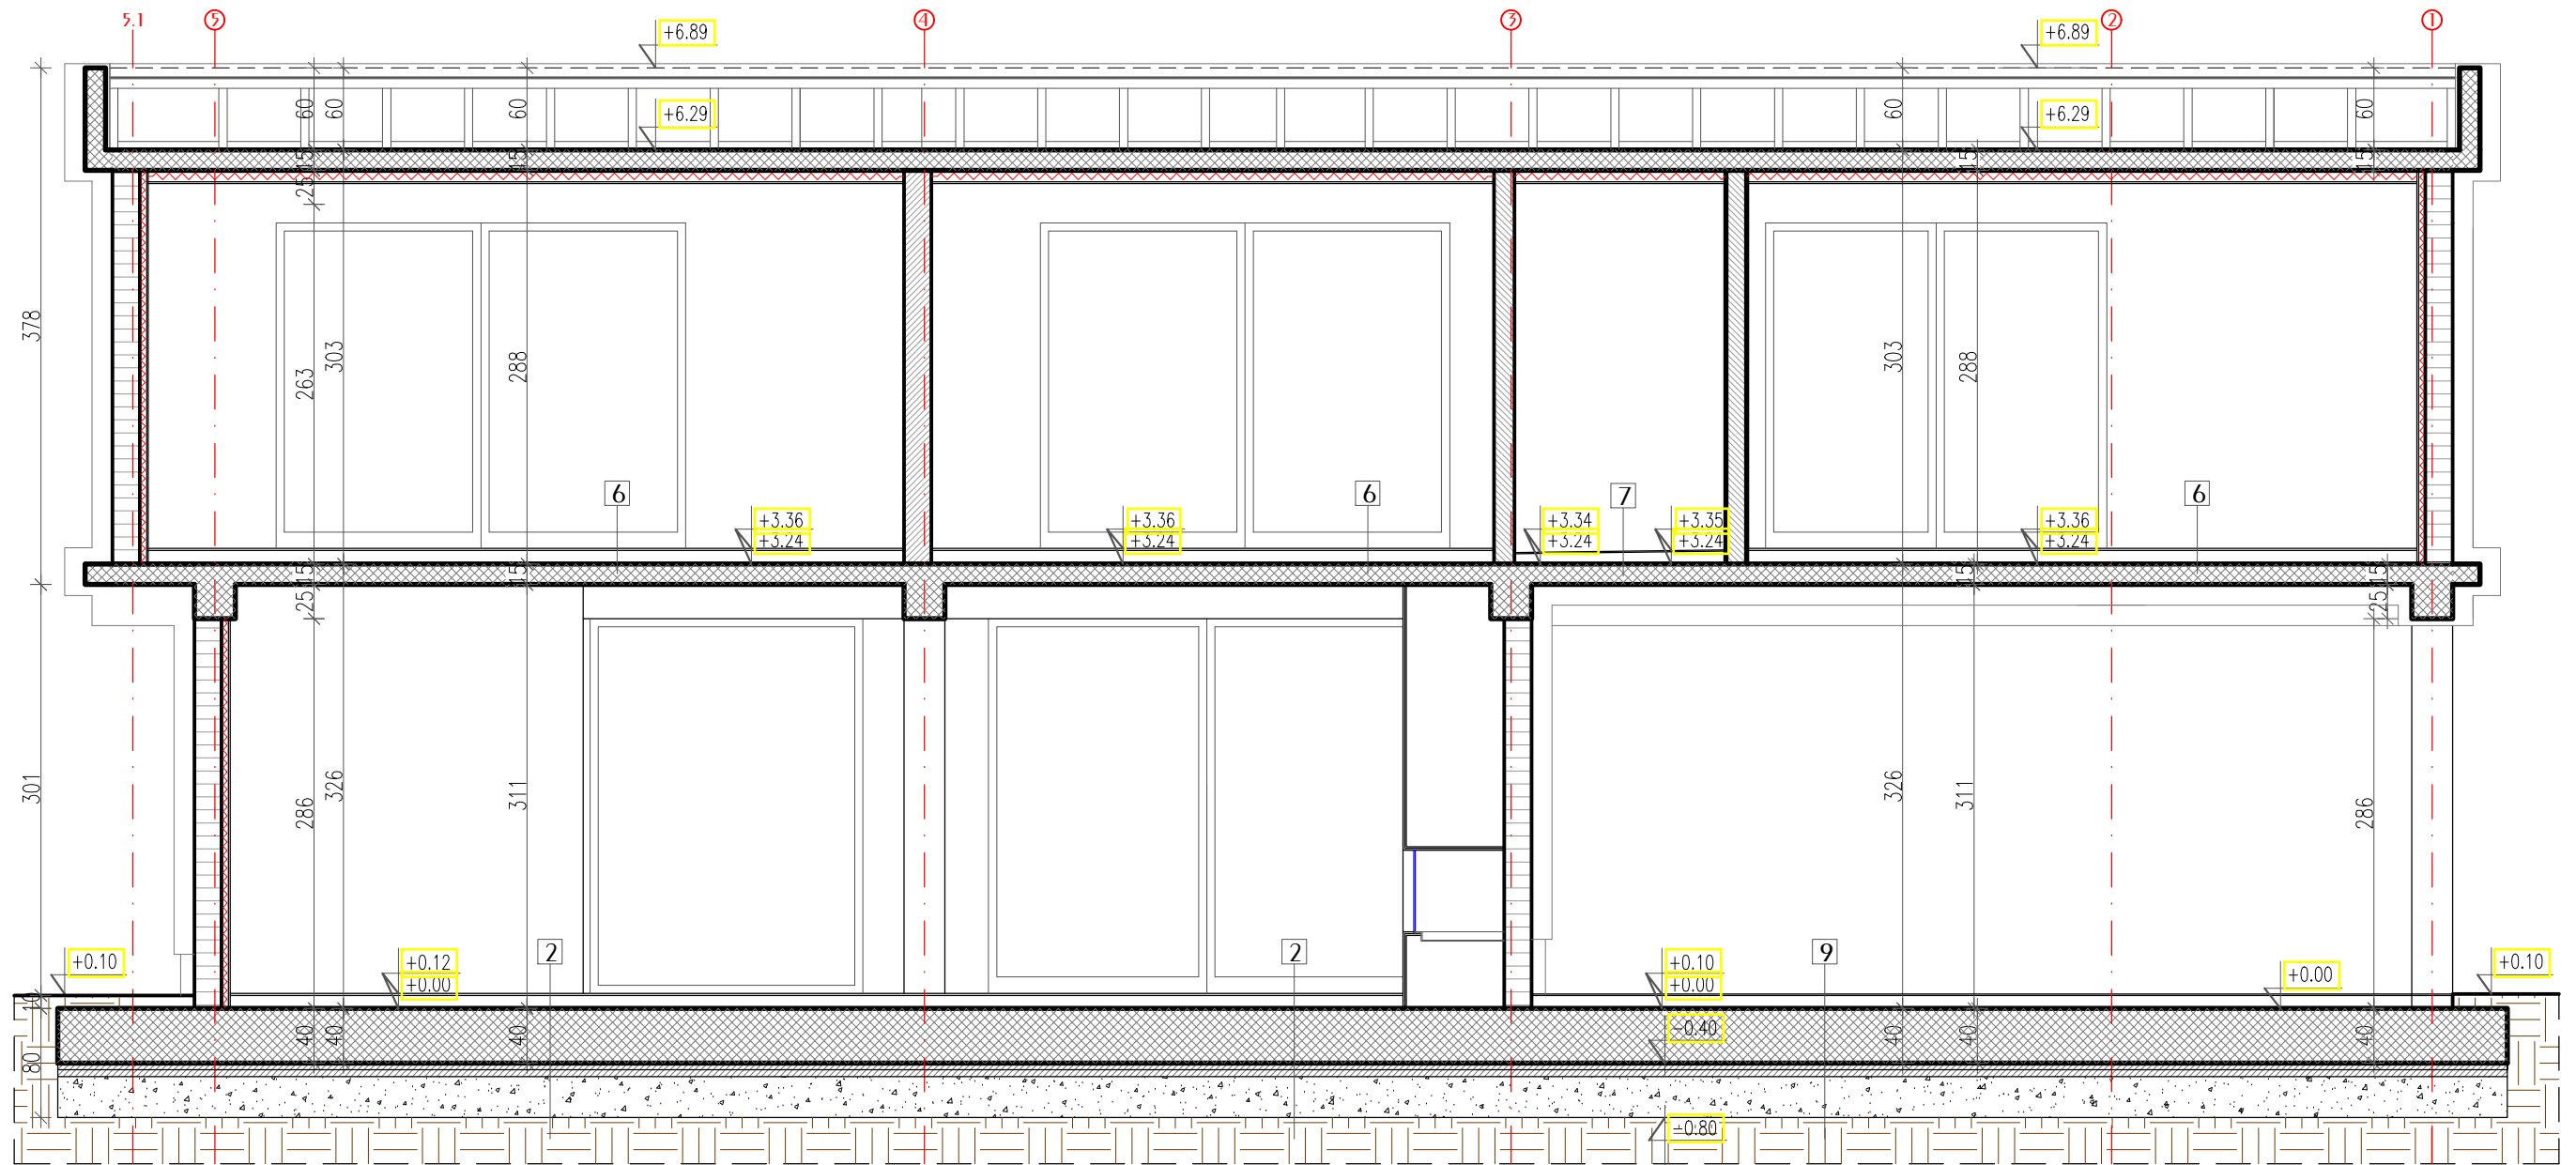 5.1 5 4 3 2 1
+6.89 +6.89
60 60 60 60 60
+6.29 +6.29
15 15 15 15
25
378 263 303 288 303 288
6 6 7 6
+3.36 +3.36 +3.34 +3.35 +3.36
+3.24 +3.24 +3.24 +3.24 +3.24
15 15 15 15
25 25
301 286 326 311 326 311 286
2 2 9
+0.10 +0.12 +0.10 +0.00 +0.10
+0.00 +0.00
10
40 40 40 -0.40 40 40 40
80
-0.80